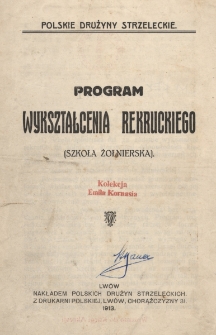 POLSKIE DRUŻYNY STRZELECKIE.
PROGRAM
WYKSZTAŁCENIA REKRUCKIEGO
(SZKOŁA ŻOŁNIERSKA).
Kolekcja
Emila Kornasia
LWÓW
NAKŁADEM POLSKICH DRUŻYN STRZELECKICH.
Z DRUKARNI POLSKIEJ, LWÓW, CHORĄŻCZYZNY 31.
1913.